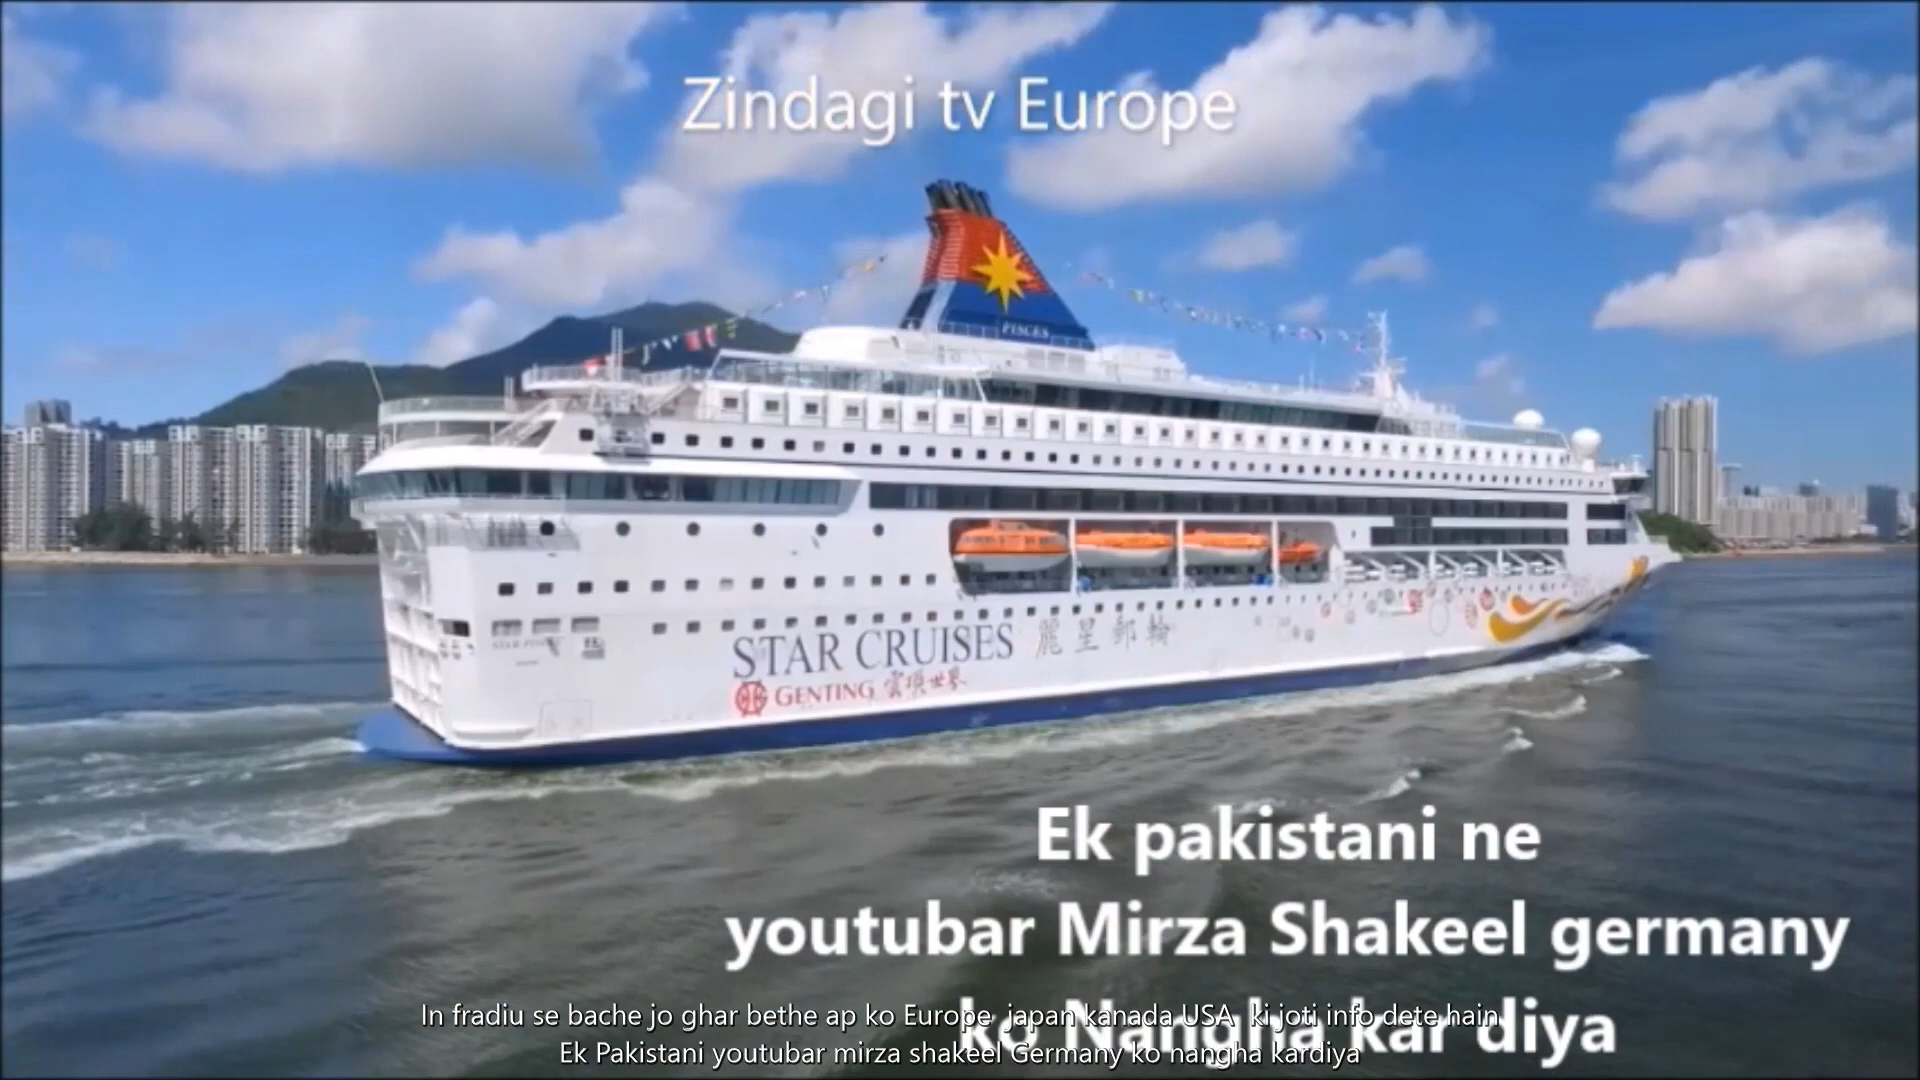 Zindagi tv Europe
PISCES
STAR CRUISES 麗星郵輪
GENTING 雲頂世界
Ek pakistani ne
youtubar Mirza Shakeel germany
ko Nangha kar diya
In fradiu se bache jo ghar bethe ap ko Europe japan kanada USA ki joti info dete hain
Ek Pakistani youtubar mirza shakeel Germany ko nangha kardiya